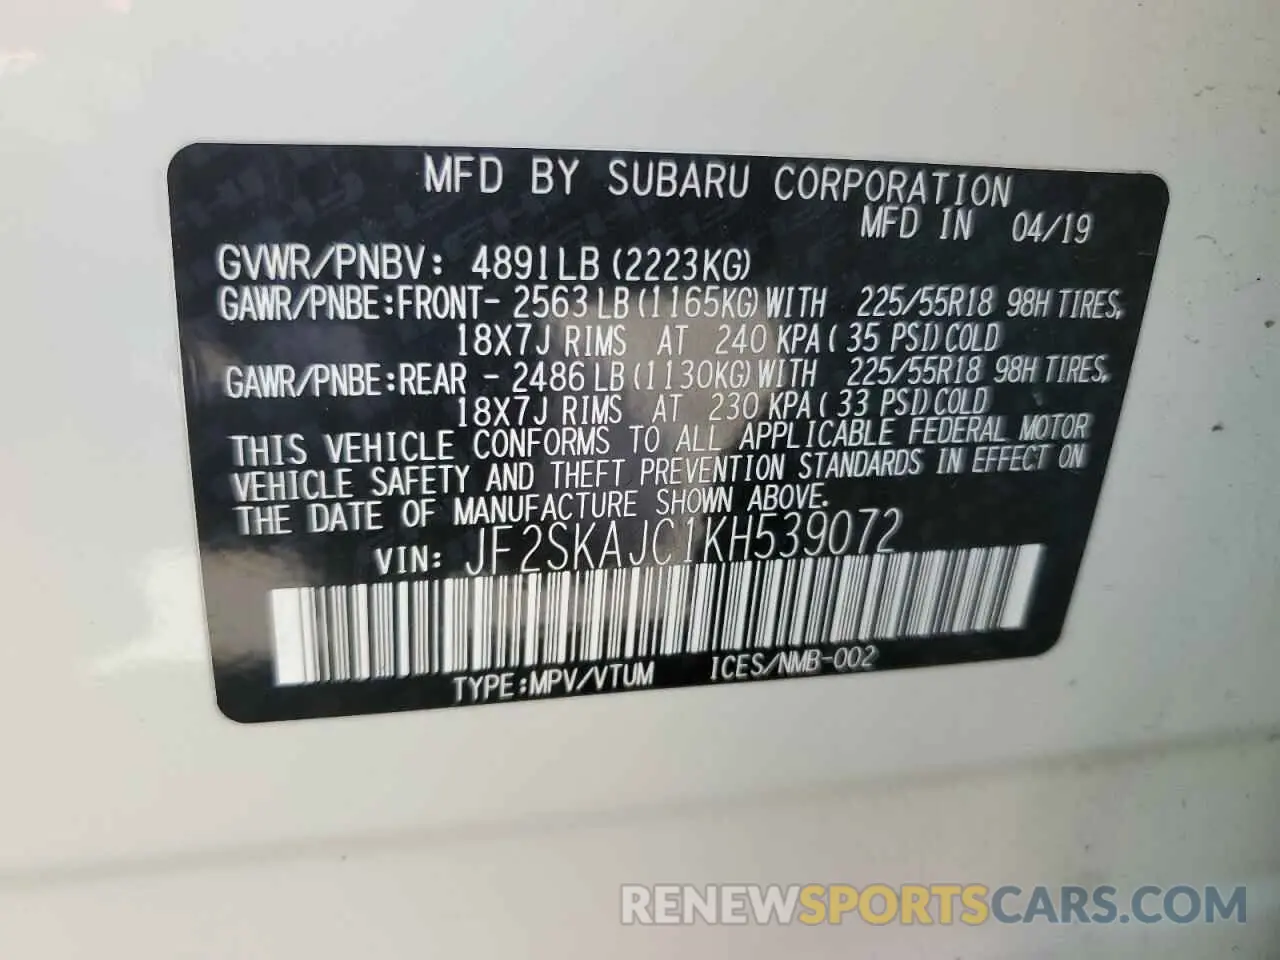 MFD BY SUBARU CORPORATION
MFD IN 04/19
GVWR/PNBV: 4891LB (2223KG)
GAWR/PNBE:FRONT- 2563LB (1165KG) WITH 225/55R18 98H TIRES,
18X7J RIMS AT 240 KPA ( 35 PSI) COLD
GAWR/PNBE:REAR - 2486LB (1130KG) WITH 225/55R18 98H TIRES,
18X7J RIMS AT 230 KPA ( 33 PSI) COLD
THIS VEHICLE CONFORMS TO ALL APPLICABLE FEDERAL MOTOR
VEHICLE SAFETY AND THEFT PREVENTION STANDARDS IN EFFECT ON
THE DATE OF MANUFACTURE SHOWN ABOVE.
VIN: JF2SKAJC1KH539072
TYPE:MPV/VTUM ICES/NMB-002
RENEWSPORTSCARS.COM